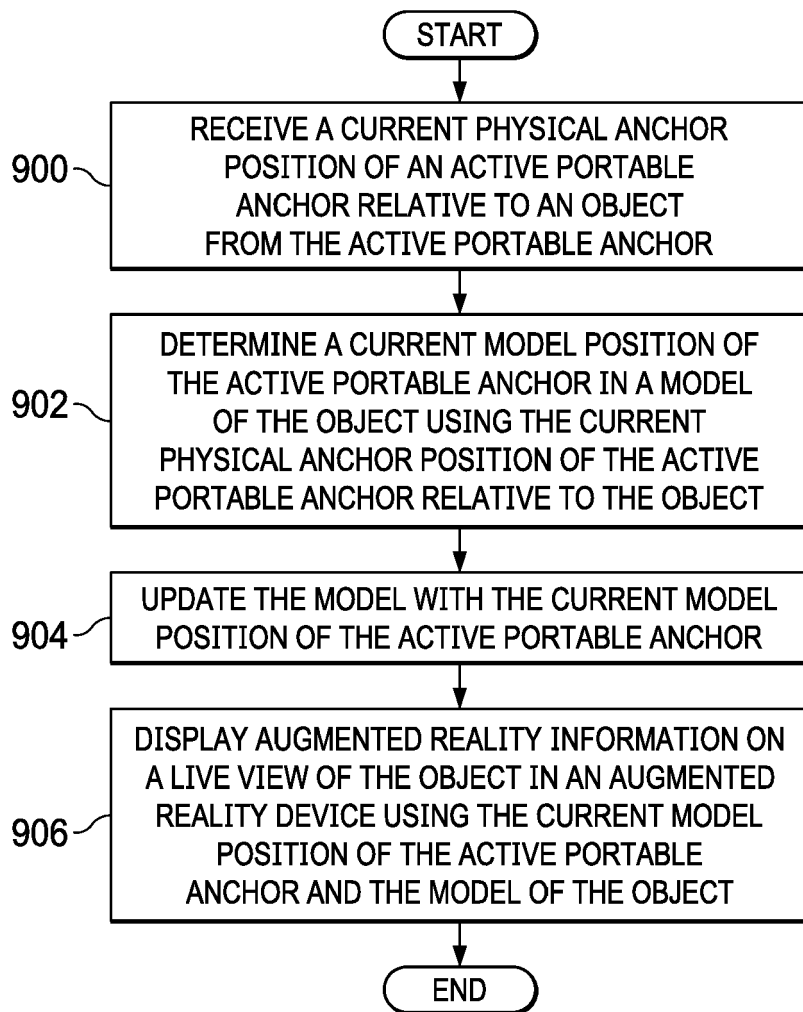 START
900
RECEIVE A CURRENT PHYSICAL ANCHOR
POSITION OF AN ACTIVE PORTABLE
ANCHOR RELATIVE TO AN OBJECT
FROM THE ACTIVE PORTABLE ANCHOR
902
DETERMINE A CURRENT MODEL POSITION OF
THE ACTIVE PORTABLE ANCHOR IN A MODEL
OF THE OBJECT USING THE CURRENT
PHYSICAL ANCHOR POSITION OF THE ACTIVE
PORTABLE ANCHOR RELATIVE TO THE OBJECT
904
UPDATE THE MODEL WITH THE CURRENT MODEL
POSITION OF THE ACTIVE PORTABLE ANCHOR
906
DISPLAY AUGMENTED REALITY INFORMATION ON
A LIVE VIEW OF THE OBJECT IN AN AUGMENTED
REALITY DEVICE USING THE CURRENT MODEL
POSITION OF THE ACTIVE PORTABLE
ANCHOR AND THE MODEL OF THE OBJECT
END